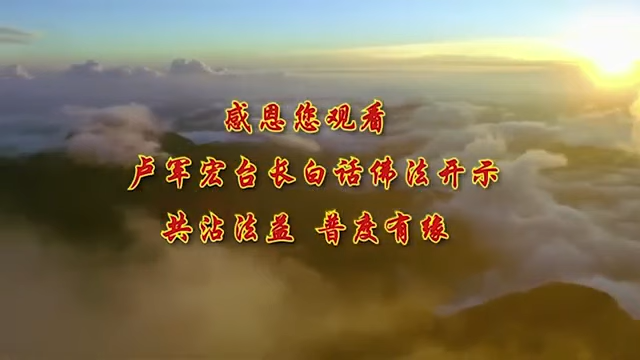 感恩您观看
卢军宏台长白话佛法开示
共沾法益 普度有缘